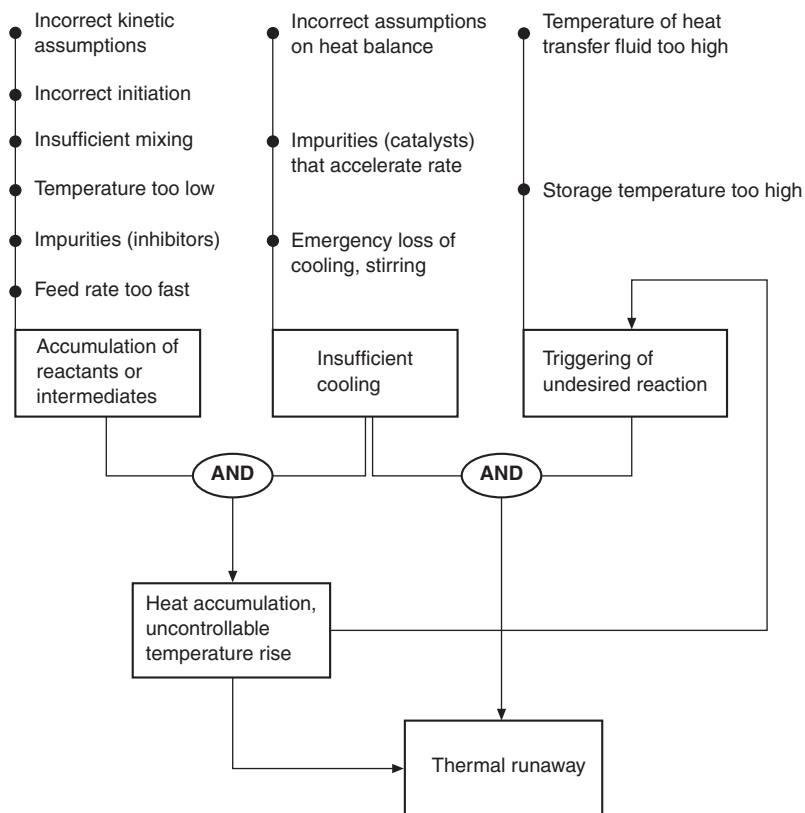 Incorrect kinetic
assumptions
Incorrect initiation
Insufficient mixing
Temperature too low
Impurities (inhibitors)
Feed rate too fast
Incorrect assumptions
on heat balance
Impurities (catalysts)
that accelerate rate
Emergency loss of
cooling, stirring
Temperature of heat
transfer fluid too high
Storage temperature too high
Accumulation of
reactants or
intermediates
Insufficient
cooling
Triggering of
undesired reaction
AND
AND
Heat accumulation,
uncontrollable
temperature rise
Thermal runaway